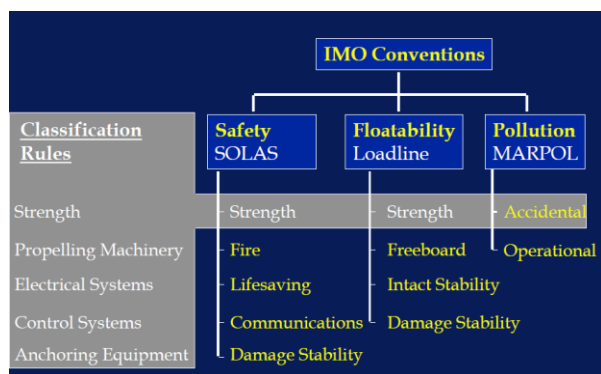 IMO Conventions
Classification
Rules
Safety
SOLAS
Floatability
Loadline
Pollution
MARPOL
Strength
Strength
Strength
Accidental
Propelling Machinery
Fire
Freeboard
Operational
Electrical Systems
Lifesaving
Intact Stability
Control Systems
Communications
Damage Stability
Anchoring Equipment
Damage Stability